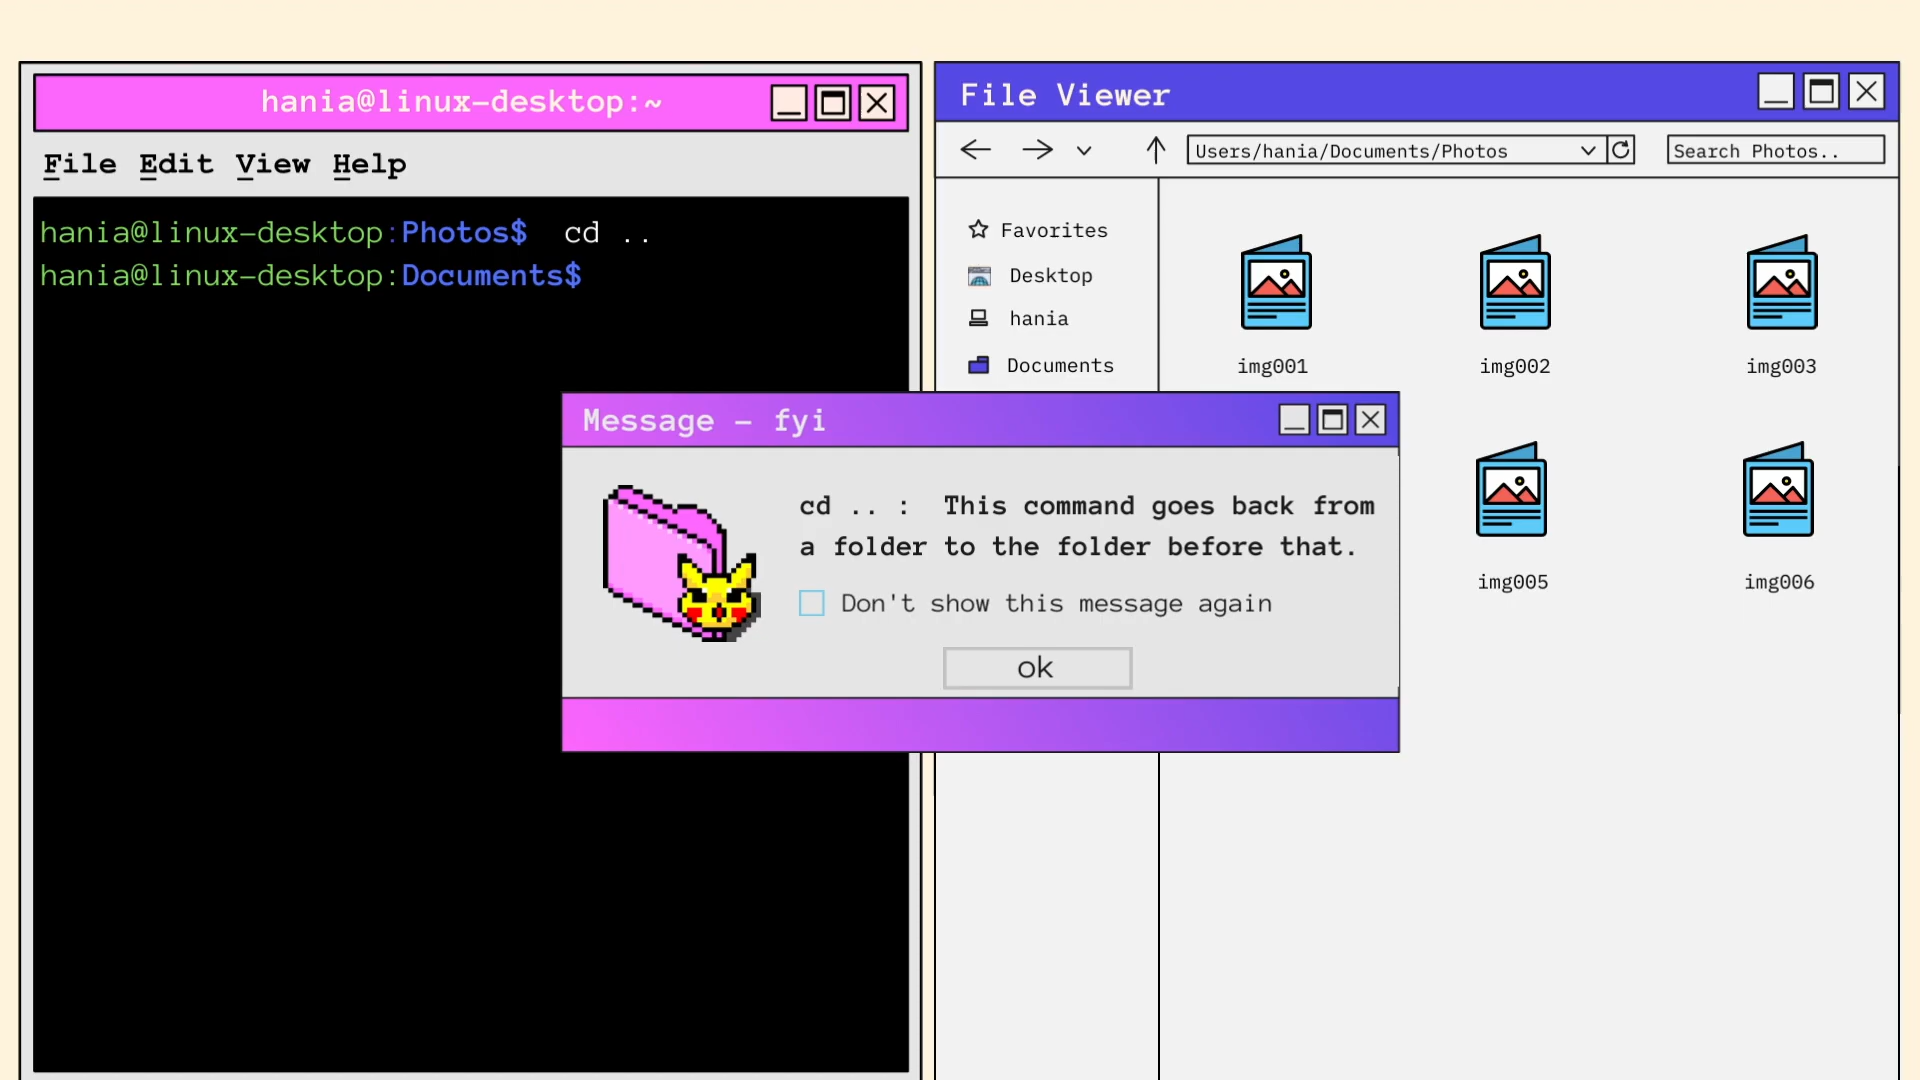 hania@linux-desktop:~
File Edit View Help
hania@linux-desktop:Photos$ cd ..
hania@linux-desktop:Documents$
File Viewer
Users/hania/Documents/Photos
Search Photos..
Favorites
Desktop
hania
Documents
img001
img002
img003
img005
img006
Message - fyi
cd .. : This command goes back from
a folder to the folder before that.
Don't show this message again
ok